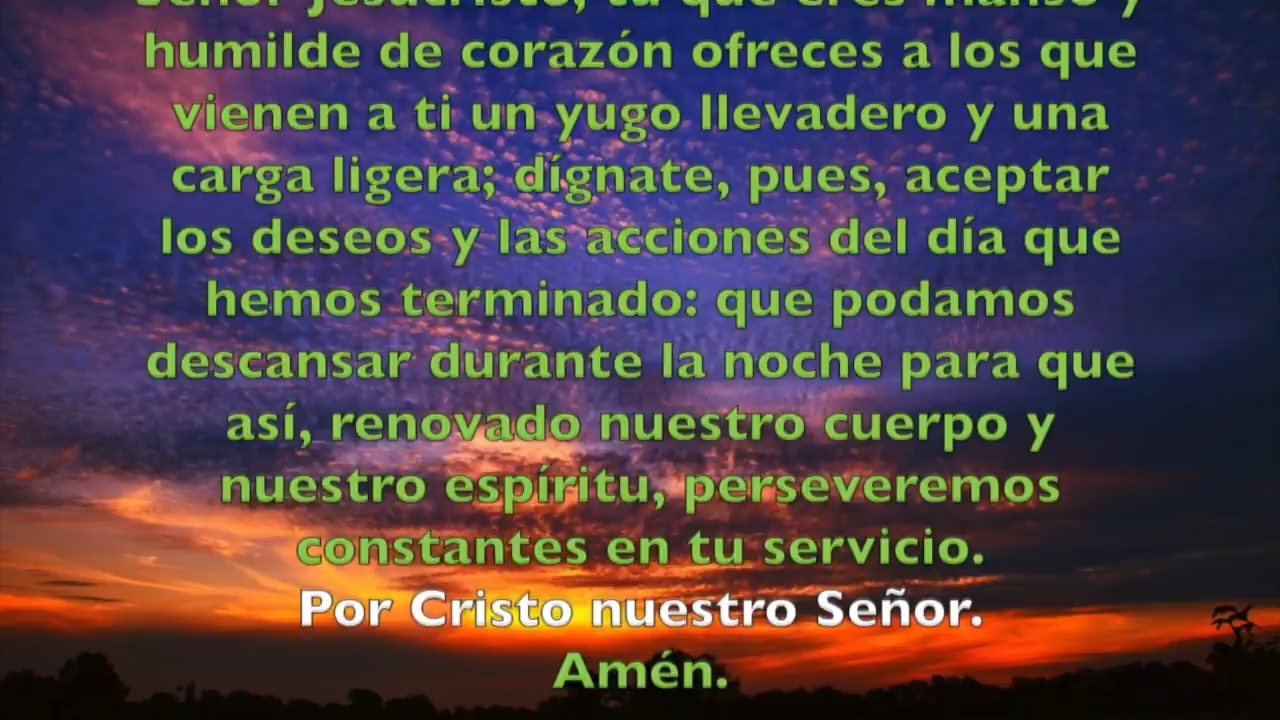 Señor Jesucristo, tú que eres manso y
humilde de corazón ofreces a los que
vienen a ti un yugo llevadero y una
carga ligera; dígnate, pues, aceptar
los deseos y las acciones del día que
hemos terminado: que podamos
descansar durante la noche para que
así, renovado nuestro cuerpo y
nuestro espíritu, perseveremos
constantes en tu servicio.
Por Cristo nuestro Señor.
Amén.